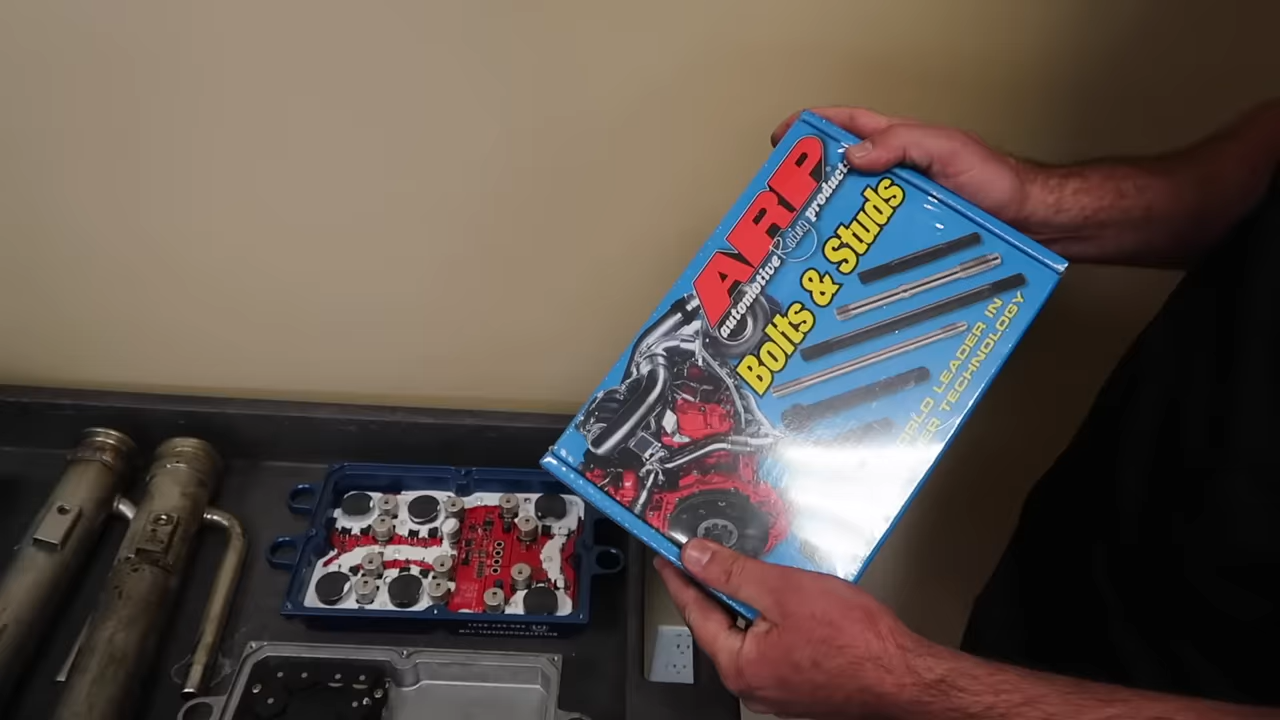 ARP
automotive Racing products
Bolts & Studs
WORLD LEADER IN
TECHNOLOGY